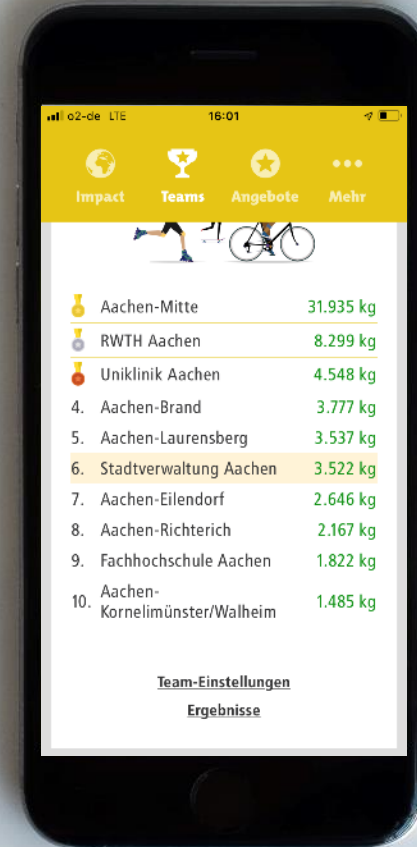 o2-de LTE 16:01
Impact Teams Angebote Mehr
Aachen-Mitte 31.935 kg
RWTH Aachen 8.299 kg
Uniklinik Aachen 4.548 kg
4. Aachen-Brand 3.777 kg
5. Aachen-Laurensberg 3.537 kg
6. Stadtverwaltung Aachen 3.522 kg
7. Aachen-Eilendorf 2.646 kg
8. Aachen-Richterich 2.167 kg
9. Fachhochschule Aachen 1.822 kg
10. Aachen-
Kornelimünster/Walheim 1.485 kg
Team-Einstellungen
Ergebnisse